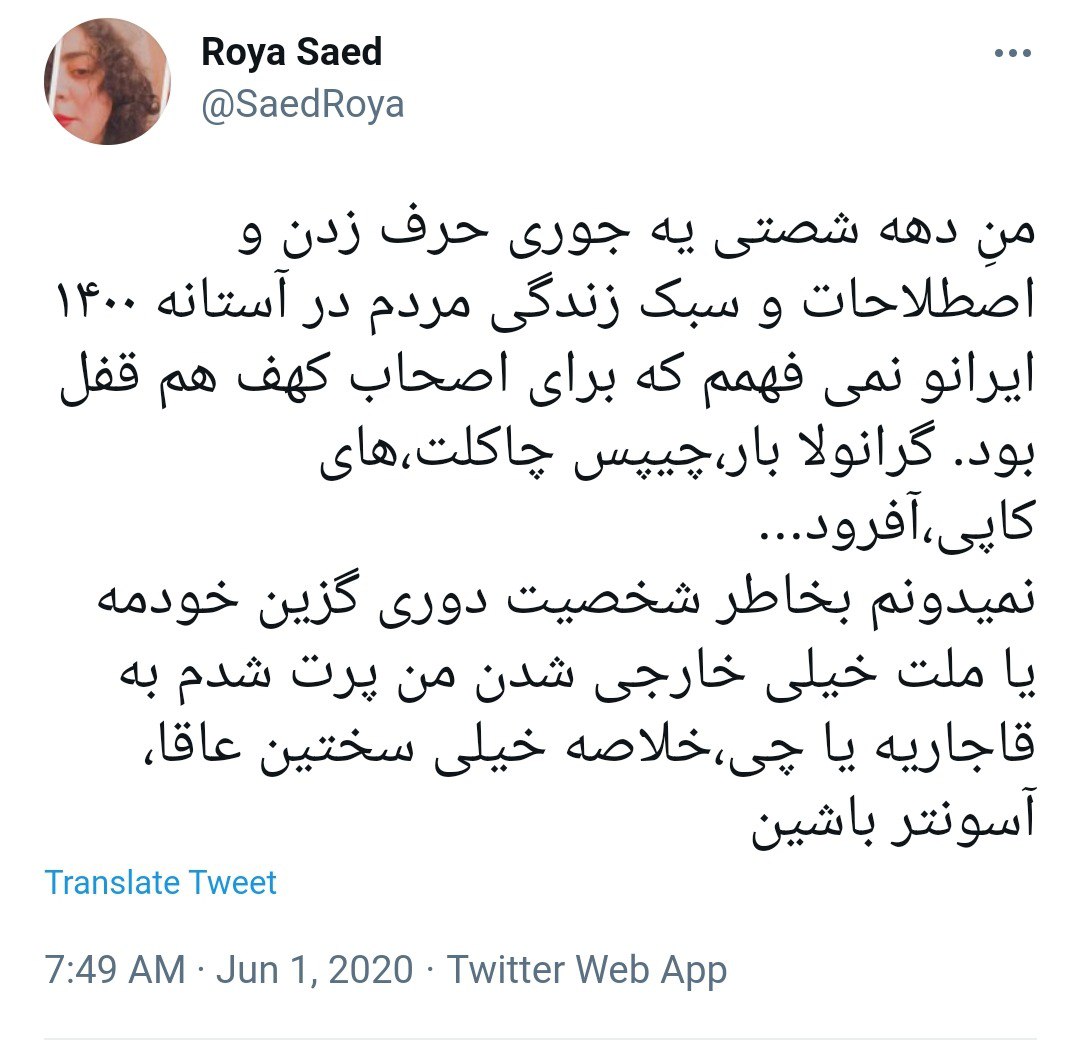 Roya Saed
@SaedRoya
منِ دهه شصتی یه جوری حرف زدن و
اصطلاحات و سبک زندگی مردم در آستانه ۱۴۰۰
ایرانو نمی فهمم که برای اصحاب کهف هم قفل
بود. گرانولا بار،چیپس چاکلت،های
کاپی،آفرود...
نمیدونم بخاطر شخصیت دوری گزین خودمه
یا ملت خیلی خارجی شدن من پرت شدم به
قاجاریه یا چی،خلاصه خیلی سختین عاقا،
آسونتر باشین
Translate Tweet
7:49 AM · Jun 1, 2020 · Twitter Web App